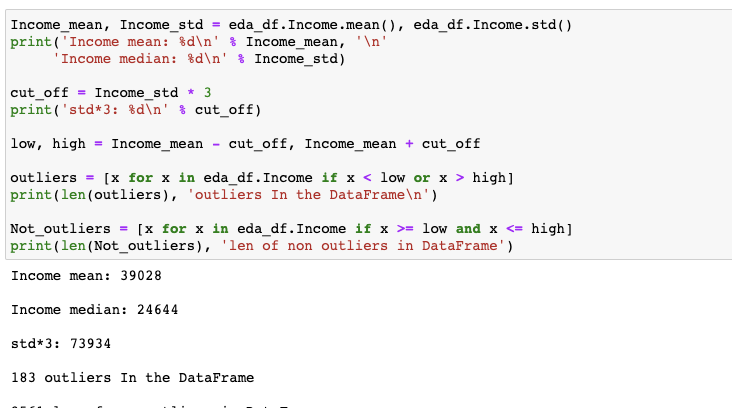 Income_mean, Income_std = eda_df.Income.mean(), eda_df.Income.std()
print('Income mean: %d\n' % Income_mean, '\n'
'Income median: %d\n' % Income_std)
cut_off = Income_std * 3
print('std*3: %d\n' % cut_off)
low, high = Income_mean - cut_off, Income_mean + cut_off
outliers = [x for x in eda_df.Income if x < low or x > high]
print(len(outliers), 'outliers In the DataFrame\n')
Not_outliers = [x for x in eda_df.Income if x >= low and x <= high]
print(len(Not_outliers), 'len of non outliers in DataFrame')
Income mean: 39028
Income median: 24644
std*3: 73934
183 outliers In the DataFrame